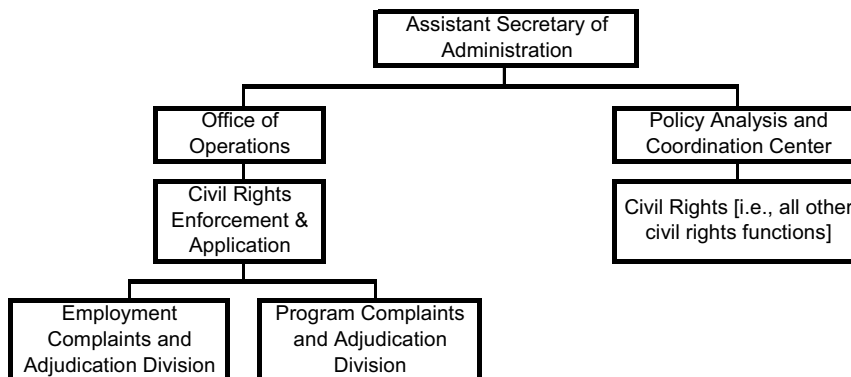 Assistant Secretary of
Administration
Office of
Operations
Policy Analysis and
Coordination Center
Civil Rights
Enforcement &
Application
Civil Rights [i.e., all other
civil rights functions]
Employment
Complaints and
Adjudication Division
Program Complaints
and Adjudication
Division